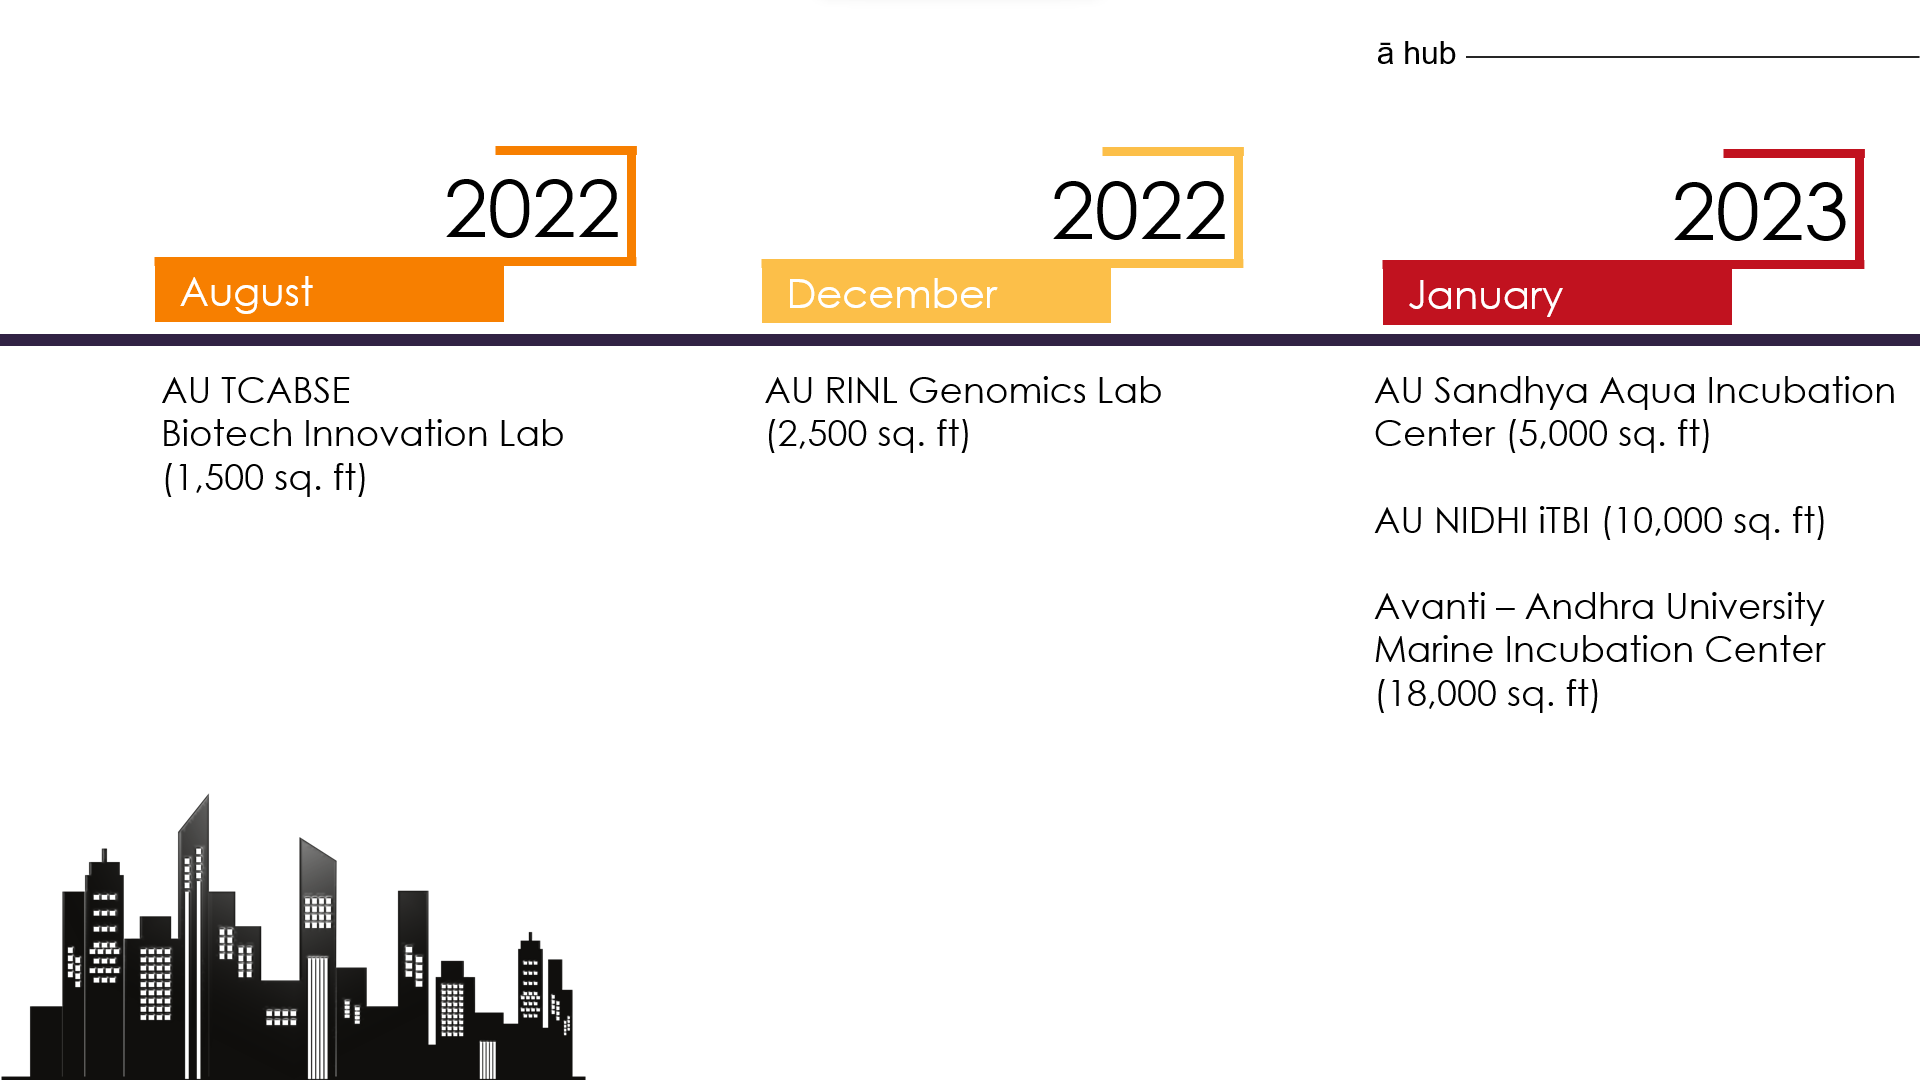 ā hub
2022
August
AU TCABSE
Biotech Innovation Lab
(1,500 sq. ft)
2022
December
AU RINL Genomics Lab
(2,500 sq. ft)
2023
January
AU Sandhya Aqua Incubation
Center (5,000 sq. ft)
AU NIDHI iTBI (10,000 sq. ft)
Avanti – Andhra University
Marine Incubation Center
(18,000 sq. ft)